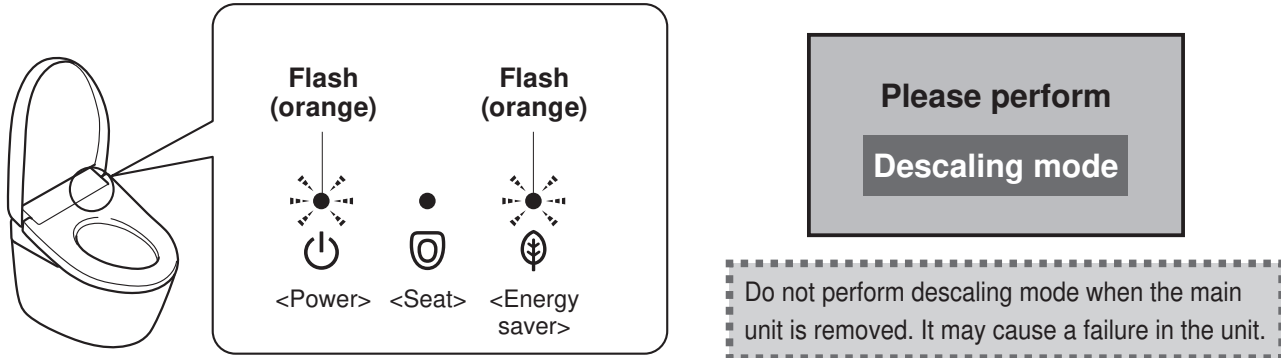 Flash
(orange)
Flash
(orange)
<Power>
<Seat>
<Energy
saver>
Please perform
Descaling mode
Do not perform descaling mode when the main
unit is removed. It may cause a failure in the unit.